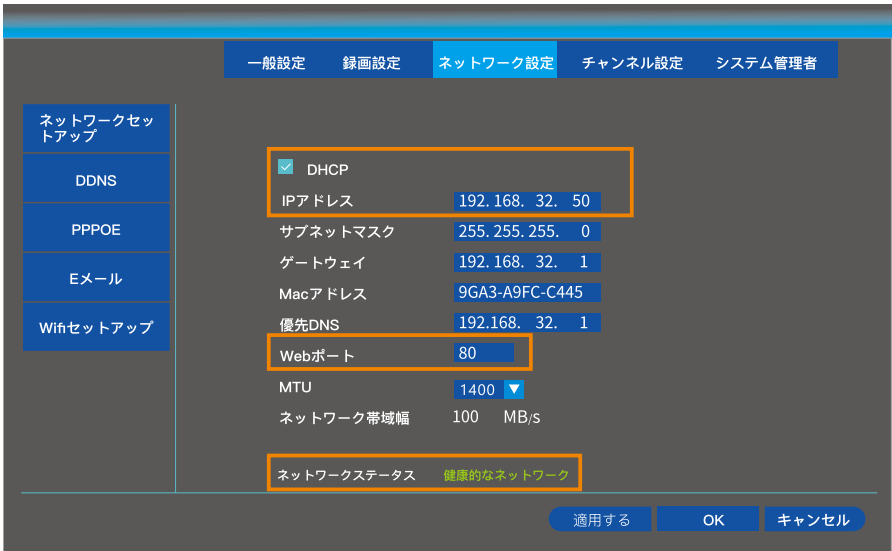 一般設定 録画設定 ネットワーク設定 チャンネル設定 システム管理者
ネットワークセッ
トアップ
DDNS
PPPOE
Eメール
Wifiセットアップ
DHCP
IPアドレス 192.168. 32. 50
サブネットマスク 255.255.255. 0
ゲートウェイ 192.168. 32. 1
Macアドレス 9GA3-A9FC-C445
優先DNS 192.168. 32. 1
Webポート 80
MTU 1400
ネットワーク帯域幅 100 MB/s
ネットワークステータス 健康的なネットワーク
適用する OK キャンセル